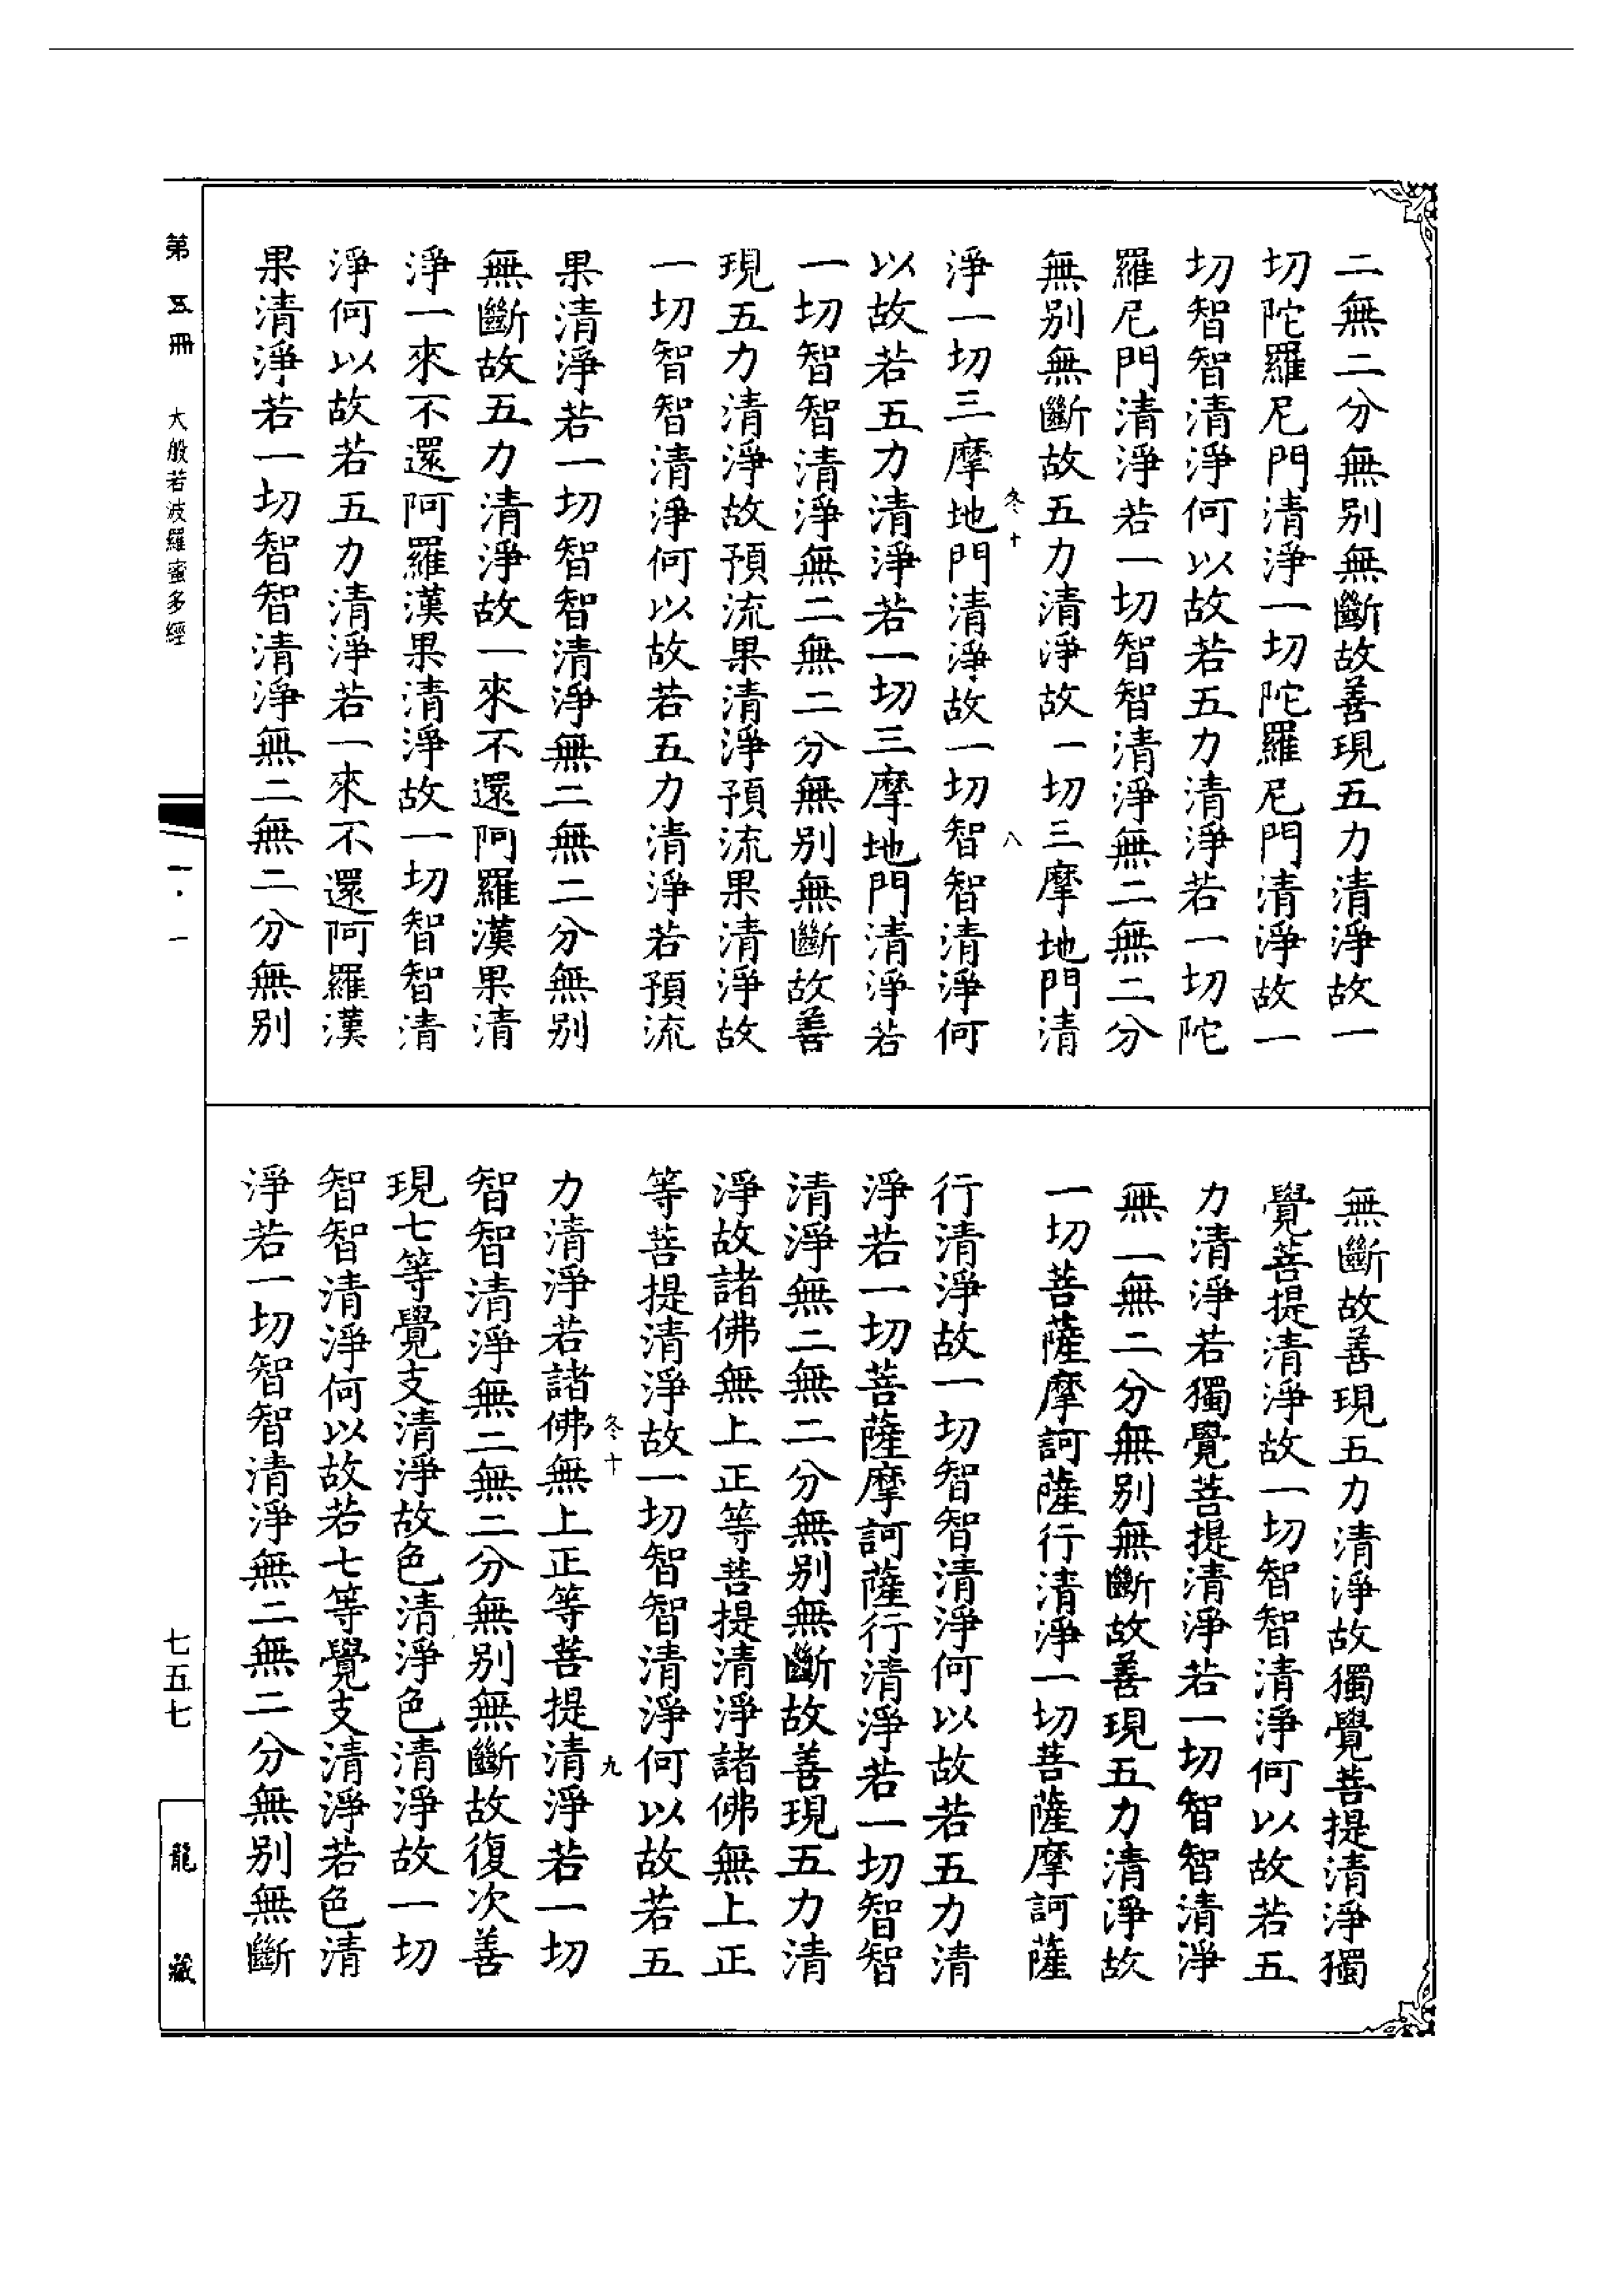 二無二分無别無斷故善現五力清淨故一
切陀羅尼門清淨一切陀羅尼門清淨故一
切智智清淨何以故若五力清淨若一切陀
羅尼門清淨若一切智智清淨無二無二分
無别無斷故五力清淨故一切三摩地門清
冬十
八
淨一切三摩地門清淨故一切智智清淨何
以故若五力清淨若一切三摩地門清淨若
一切智智清淨無二無二分無别無斷故善
現五力清淨故預流果清淨預流果清淨故
一切智智清淨何以故若五力清淨若預流
果清淨若一切智智清淨無二無二分無别
無斷故五力清淨故一來不還阿羅漢果清
淨一來不還阿羅漢果清淨故一切智智清
淨何以故若五力清淨若一來不還阿羅漢
果清淨若一切智智清淨無二無二分無别
無斷故善現五力清淨故獨覺菩提清淨獨
覺菩提清淨故一切智智清淨何以故若五
力清淨若獨覺菩提清淨若一切智智清淨
無一無二分無别無斷故善現五力清淨故
一切菩薩摩訶薩行清淨一切菩薩摩訶薩
行清淨故一切智智清淨何以故若五力清
淨若一切菩薩摩訶薩行清淨若一切智智
清淨無二無二分無别無斷故善現五力清
淨故諸佛無上正等菩提清淨諸佛無上正
等菩提清淨故一切智智清淨何以故若五
冬十
九
力清淨若諸佛無上正等菩提清淨若一切
智智清淨無二無二分無别無斷故復次善
現七等覺支清淨故色清淨色清淨故一切
智智清淨何以故若七等覺支清淨若色清
淨若一切智智清淨無二無二分無别無斷
第五冊 大般若波羅蜜多經
一·一
七五七
龍藏